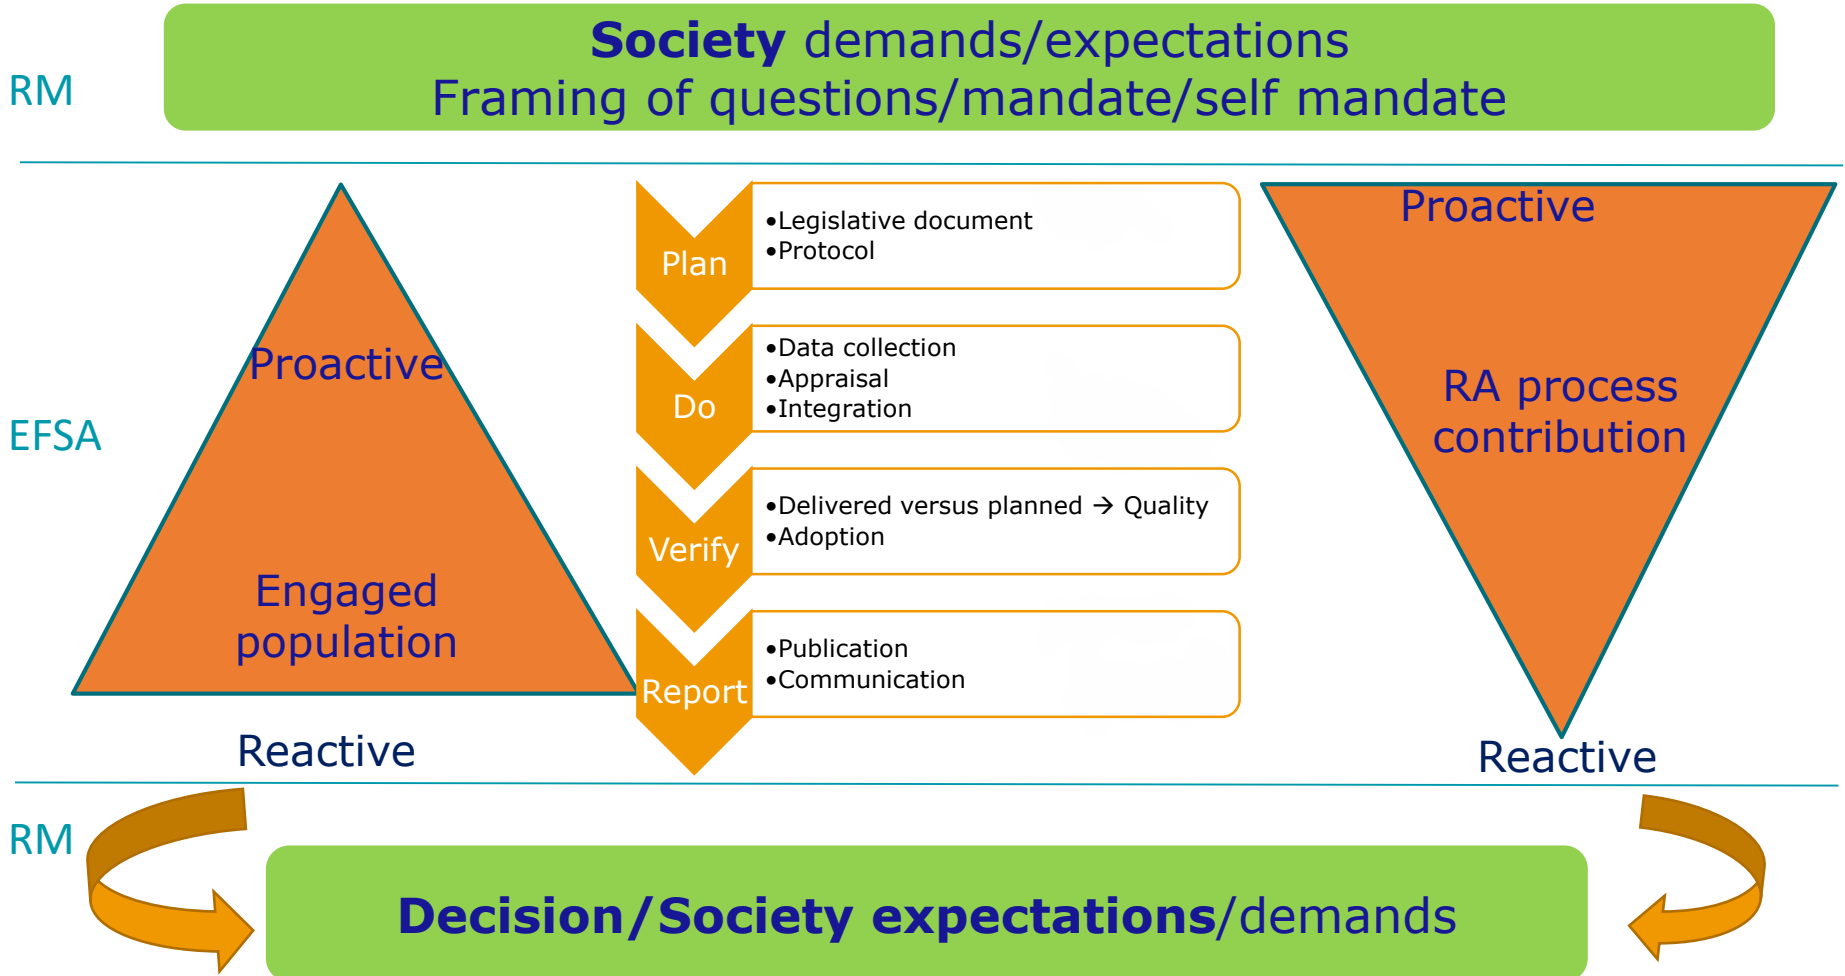 Society demands/expectations
Framing of questions/mandate/self mandate
RM
EFSA
Proactive
Engaged
population
Reactive
Plan
•Legislative document
•Protocol
Do
•Data collection
•Appraisal
•Integration
Verify
•Delivered versus planned → Quality
•Adoption
Report
•Publication
•Communication
Proactive
RA process
contribution
Reactive
RM
Decision/Society expectations/demands